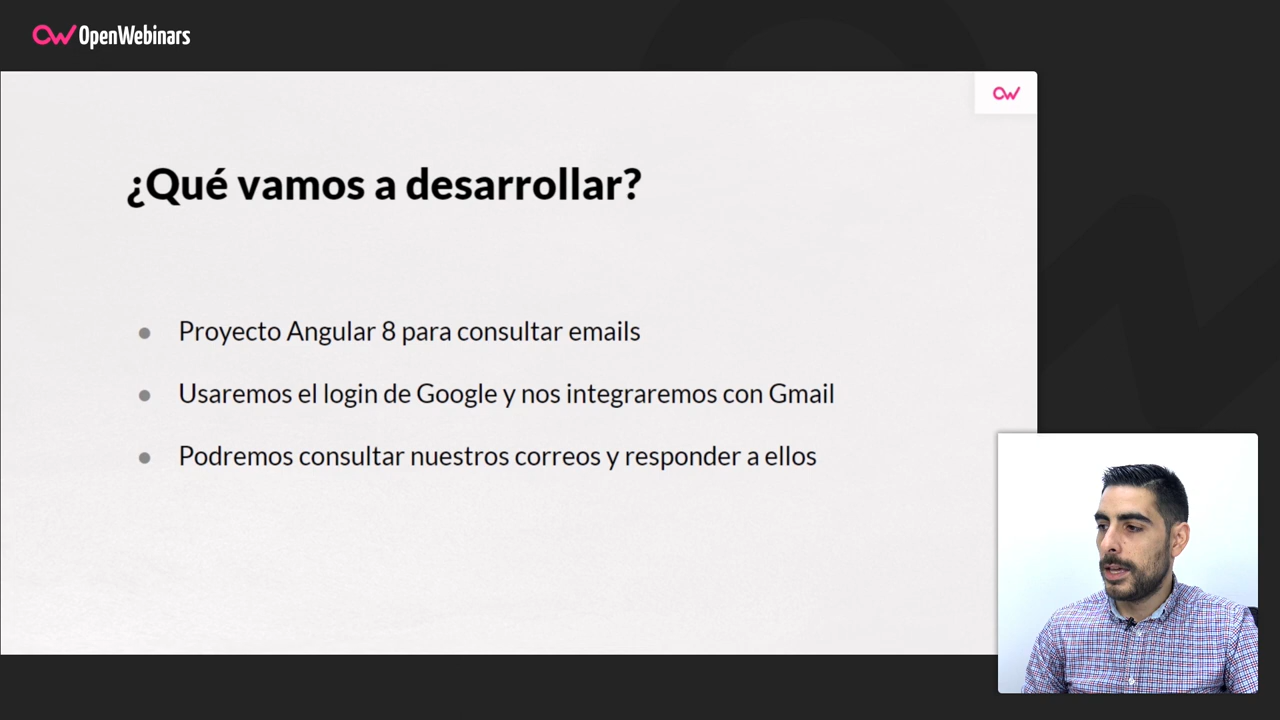 OpenWebinars
¿Qué vamos a desarrollar?
Proyecto Angular 8 para consultar emails
Usaremos el login de Google y nos integraremos con Gmail
Podremos consultar nuestros correos y responder a ellos